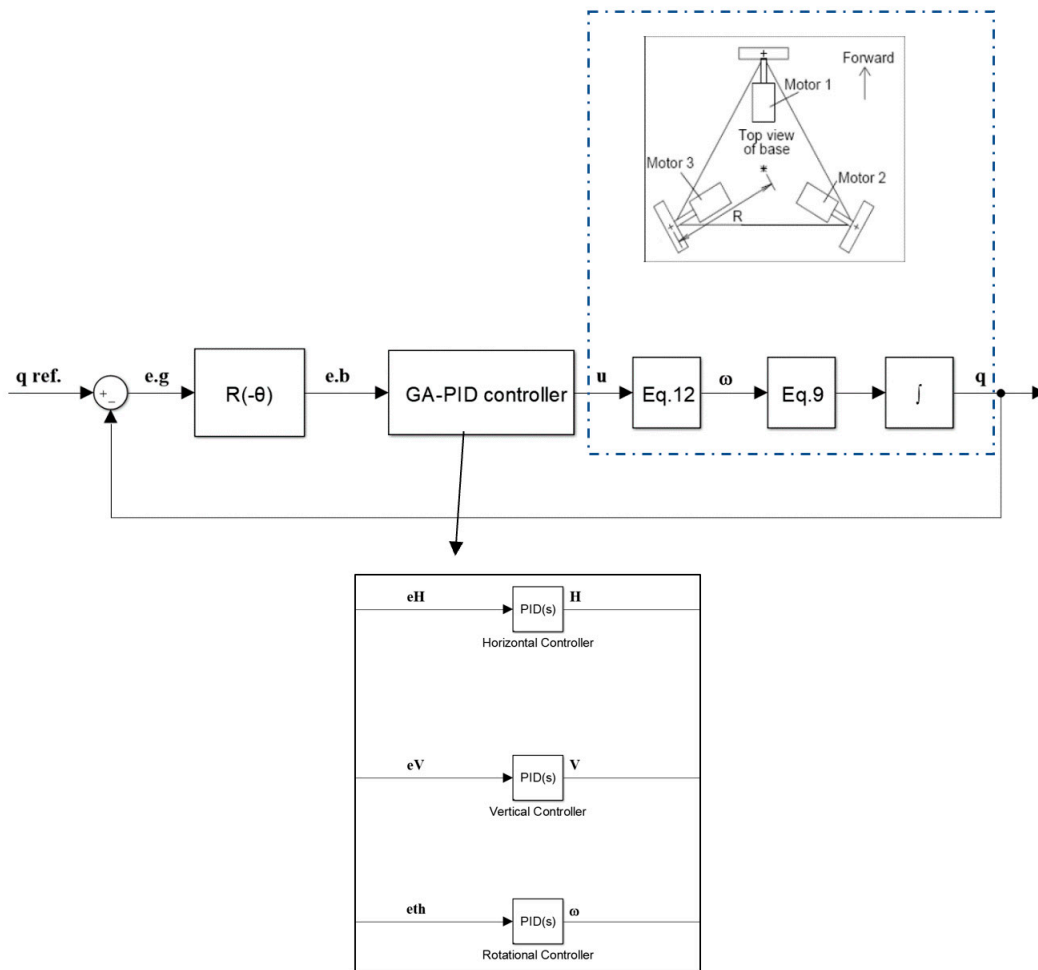 Forward
Motor 1
Top view
of base
Motor 3
Motor 2
R
q ref.
+
−
e.g
R(-θ)
e.b
GA-PID controller
u
Eq.12
ω
Eq.9
∫
q
eH
PID(s)
H
Horizontal Controller
eV
PID(s)
V
Vertical Controller
eth
PID(s)
ω
Rotational Controller